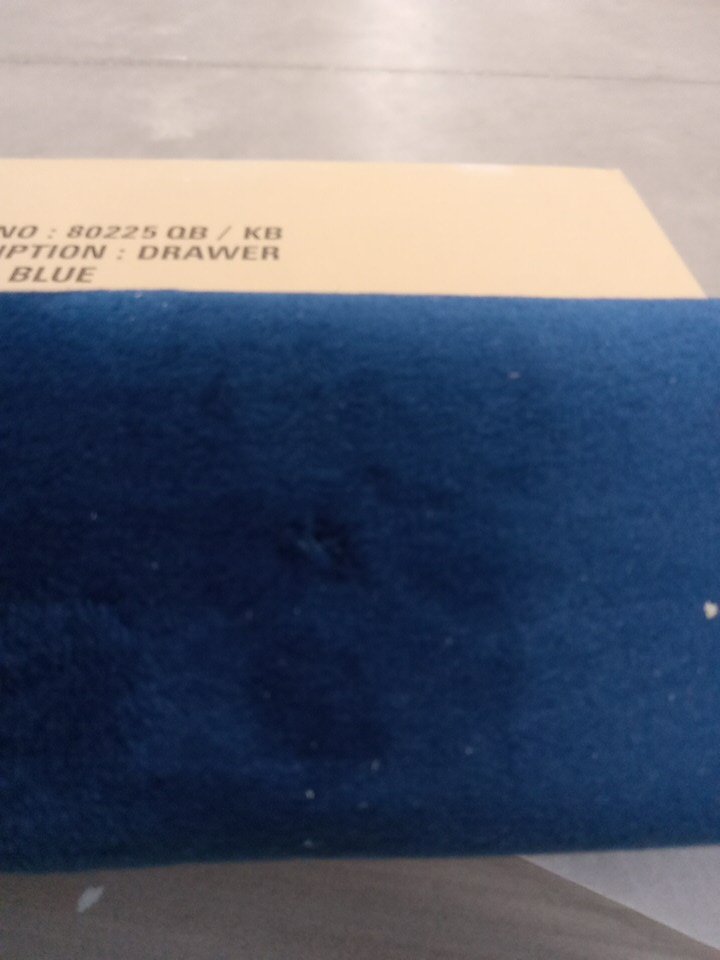 NO : 80225 QB / KB
IPTION : DRAWER
BLUE